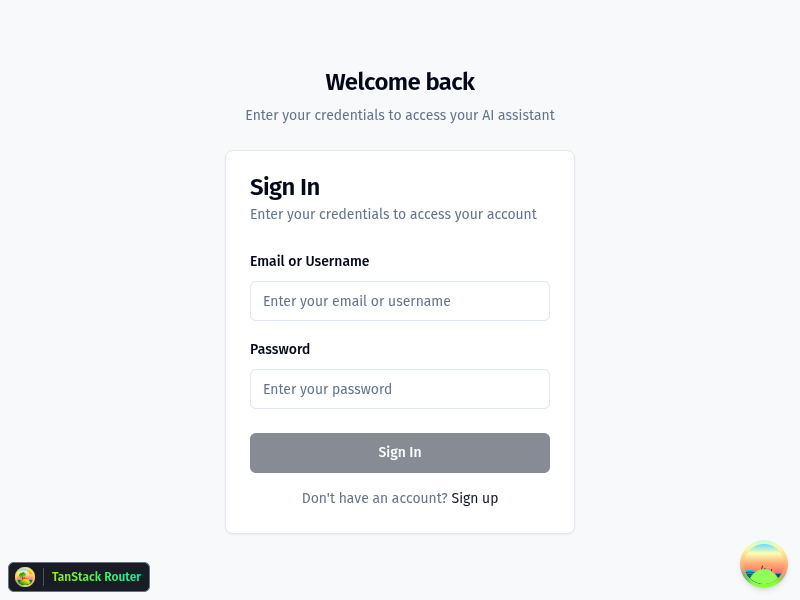 Welcome back
Enter your credentials to access your AI assistant
Sign In
Enter your credentials to access your account
Email or Username
Enter your email or username
Password
Enter your password
Sign In
Don't have an account? Sign up
TanStack Router